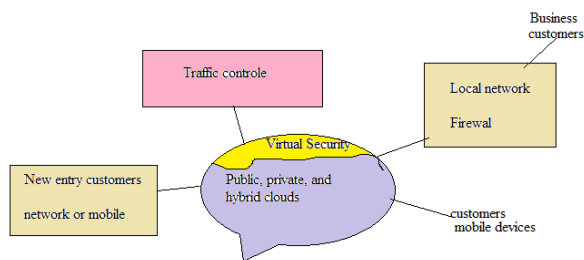 Business
customers
Traffic controle
Local network
Firewal
Virtual Security
Public, private, and
hybrid clouds
New entry customers
network or mobile
customers
mobile devices